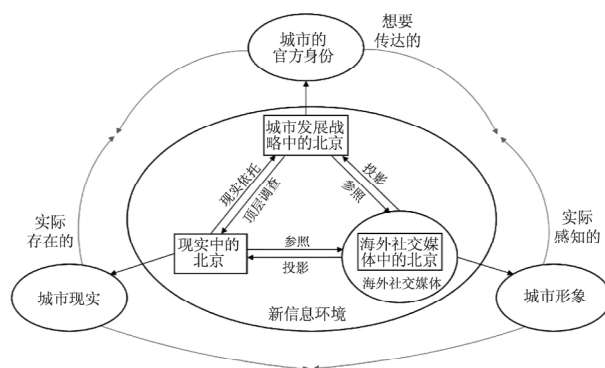 城市的
官方身份
想要
传达的
城市发展战
略中的北京
现实依托
顶层调查
投影
参照
实际
存在的
实际
感知的
现实中的
北京
参照
投影
海外社交媒
体中的北京
海外社交媒体
城市现实
新信息环境
城市形象